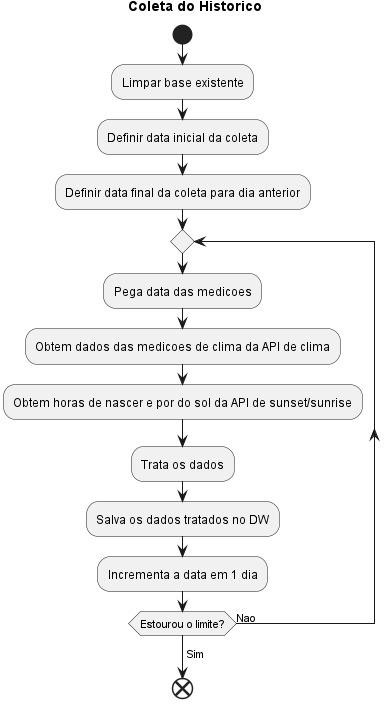 Coleta do Historico
Limpar base existente
Definir data inicial da coleta
Definir data final da coleta para dia anterior
Pega data das medicoes
Obtem dados das medicoes de clima da API de clima
Obtem horas de nascer e por do sol da API de sunset/sunrise
Trata os dados
Salva os dados tratados no DW
Incrementa a data em 1 dia
Estourou o limite?
Nao
Sim